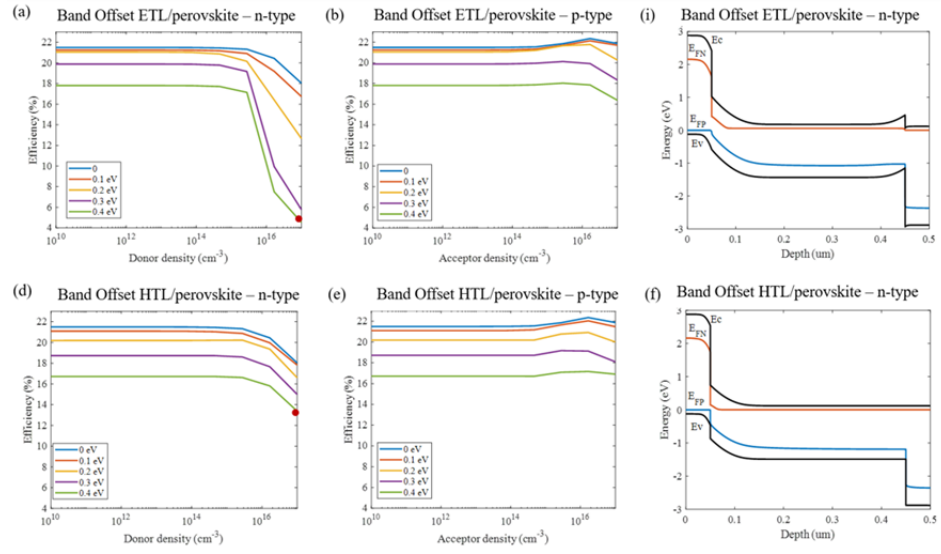 (a)
Band Offset ETL/perovskite – n-type
22
20
18
16
14
12
10
8
6
4
Efficiency (%)
0
0.1 eV
0.2 eV
0.3 eV
0.4 eV
10^10
10^12
10^14
10^16
Donor density (cm^-3)
(b)
Band Offset ETL/perovskite – p-type
22
20
18
16
14
12
10
8
6
4
Efficiency (%)
0
0.1 eV
0.2 eV
0.3 eV
0.4 eV
10^10
10^12
10^14
10^16
Acceptor density (cm^-3)
(i)
Band Offset ETL/perovskite – n-type
3
2
1
0
-1
-2
-3
Energy (eV)
Ec
E_FN
E_FP
Ev
0
0.1
0.2
0.3
0.4
0.5
Depth (um)
(d)
Band Offset HTL/perovskite – n-type
22
20
18
16
14
12
10
8
6
4
Efficiency (%)
0 eV
0.1 eV
0.2 eV
0.3 eV
0.4 eV
10^10
10^12
10^14
10^16
Donor density (cm^-3)
(e)
Band Offset HTL/perovskite – p-type
22
20
18
16
14
12
10
8
6
4
Efficiency (%)
0 eV
0.1 eV
0.2 eV
0.3 eV
0.4 eV
10^10
10^12
10^14
10^16
Acceptor density (cm^-3)
(f)
Band Offset HTL/perovskite – n-type
3
2
1
0
-1
-2
-3
Energy (eV)
Ec
E_FN
E_FP
Ev
0
0.1
0.2
0.3
0.4
0.5
Depth (um)